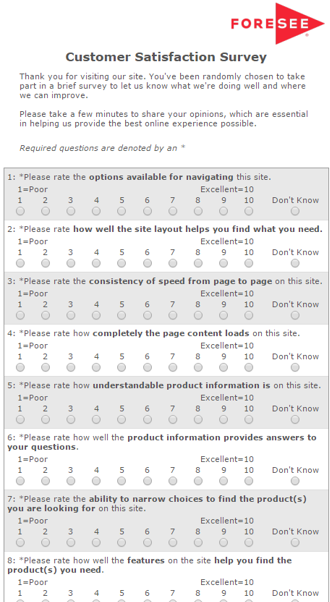 FORESEE
Customer Satisfaction Survey
Thank you for visiting our site. You've been randomly chosen to take
part in a brief survey to let us know what we're doing well and where
we can improve.
Please take a few minutes to share your opinions, which are essential
in helping us provide the best online experience possible.
Required questions are denoted by an *
1: *Please rate the options available for navigating this site.
1=Poor Excellent=10
1 2 3 4 5 6 7 8 9 10 Don't Know
2: *Please rate how well the site layout helps you find what you need.
1=Poor Excellent=10
1 2 3 4 5 6 7 8 9 10 Don't Know
3: *Please rate the consistency of speed from page to page on this site.
1=Poor Excellent=10
1 2 3 4 5 6 7 8 9 10 Don't Know
4: *Please rate how completely the page content loads on this site.
1=Poor Excellent=10
1 2 3 4 5 6 7 8 9 10 Don't Know
5: *Please rate how understandable product information is on this site.
1=Poor Excellent=10
1 2 3 4 5 6 7 8 9 10 Don't Know
6: *Please rate how well the product information provides answers to
your questions.
1=Poor Excellent=10
1 2 3 4 5 6 7 8 9 10 Don't Know
7: *Please rate the ability to narrow choices to find the product(s)
you are looking for on this site.
1=Poor Excellent=10
1 2 3 4 5 6 7 8 9 10 Don't Know
8: *Please rate how well the features on the site help you find the
product(s) you need.
1=Poor Excellent=10
1 2 3 4 5 6 7 8 9 10 Don't Know